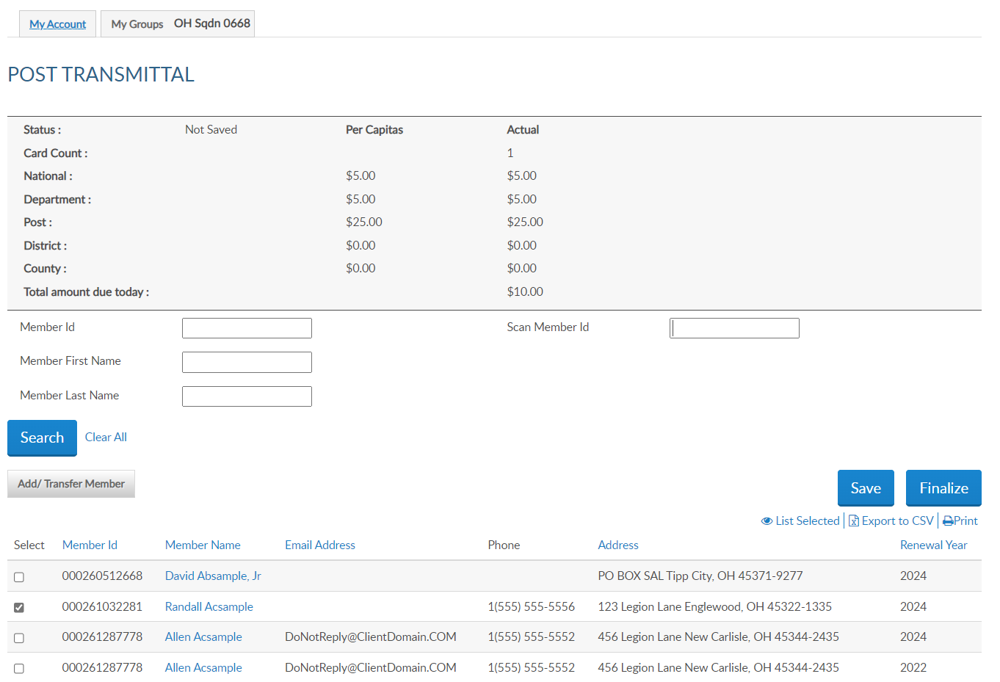 My Account My Groups OH Sqdn 0668
POST TRANSMITTAL
Status : Not Saved Per Capitas Actual
Card Count : 1
National : $5.00 $5.00
Department : $5.00 $5.00
Post : $25.00 $25.00
District : $0.00 $0.00
County : $0.00 $0.00
Total amount due today : $10.00
Member Id Scan Member Id
Member First Name
Member Last Name
Search Clear All
Add/ Transfer Member Save Finalize
List Selected Export to CSV Print
Select Member Id Member Name Email Address Phone Address Renewal Year
000260512668 David Absample, Jr PO BOX SAL Tipp City, OH 45371-9277 2024
000261032281 Randall Acsample 1(555) 555-5556 123 Legion Lane Englewood, OH 45322-1335 2024
000261287778 Allen Acsample DoNotReply@ClientDomain.COM 1(555) 555-5552 456 Legion Lane New Carlisle, OH 45344-2435 2024
000261287778 Allen Acsample DoNotReply@ClientDomain.COM 1(555) 555-5552 456 Legion Lane New Carlisle, OH 45344-2435 2022